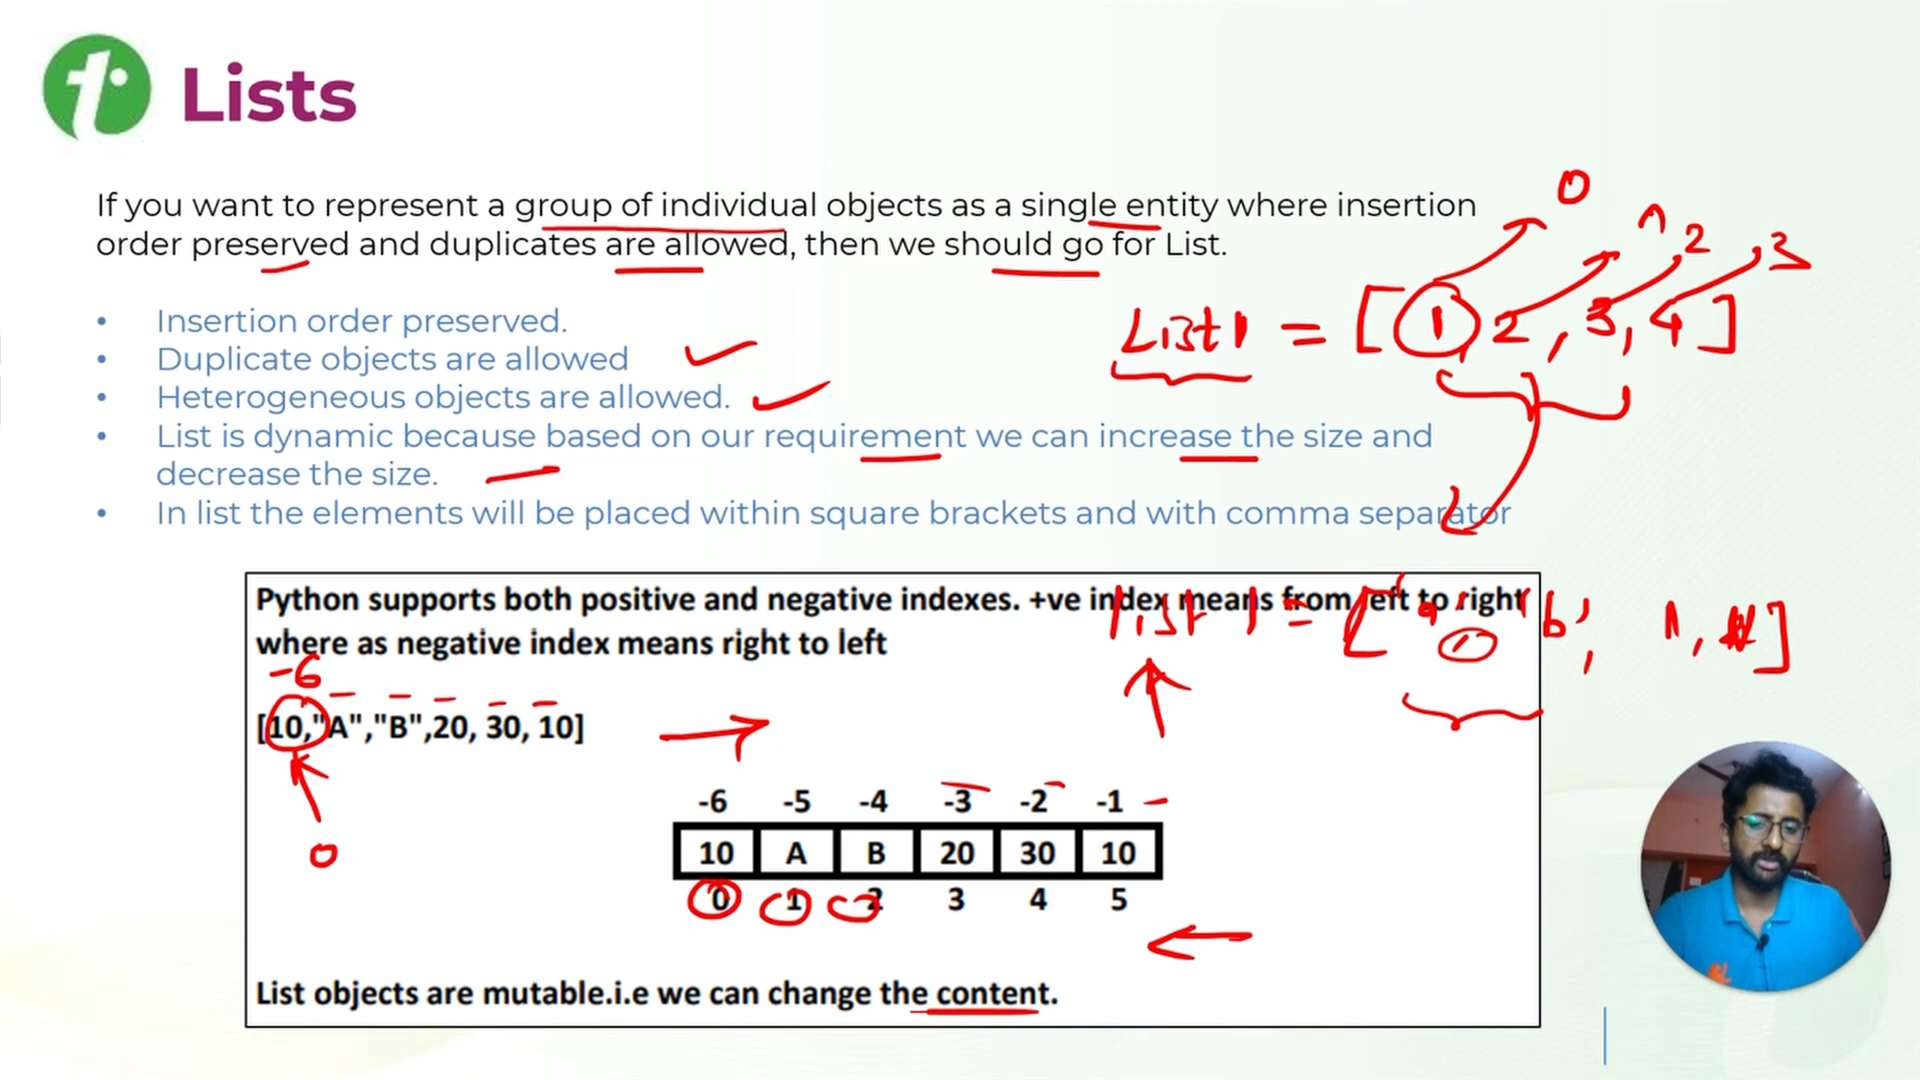 Lists
If you want to represent a group of individual objects as a single entity where insertion
order preserved and duplicates are allowed, then we should go for List.
• Insertion order preserved.
• Duplicate objects are allowed
• Heterogeneous objects are allowed.
• List is dynamic because based on our requirement we can increase the size and
decrease the size.
• In list the elements will be placed within square brackets and with comma separator
0
1 2 3
List1 = [1, 2, 3, 4]
Python supports both positive and negative indexes. +ve index means from left to right
where as negative index means right to left
list 1 = ['a', 'b', 1,
-6
[10,"A","B",20, 30, 10]
0
-6 -5 -4 -3 -2 -1
10 A B 20 30 10
0 1 2 3 4 5
List objects are mutable.i.e we can change the content.